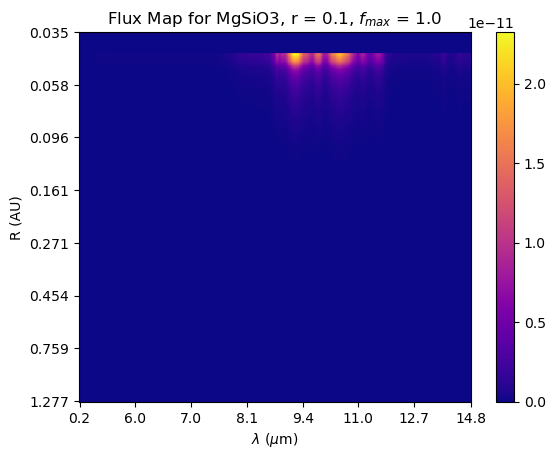 Flux Map for MgSiO3, r = 0.1, f_max = 1.0
1e−11
0.035
0.058
0.096
0.161
0.271
0.454
0.759
1.277
R (AU)
0.2 6.0 7.0 8.1 9.4 11.0 12.7 14.8
λ (μm)
2.0
1.5
1.0
0.5
0.0